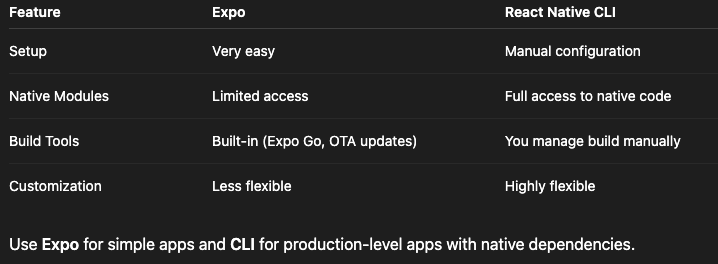 Feature Expo React Native CLI
Setup Very easy Manual configuration
Native Modules Limited access Full access to native code
Build Tools Built-in (Expo Go, OTA updates) You manage build manually
Customization Less flexible Highly flexible
Use Expo for simple apps and CLI for production-level apps with native dependencies.